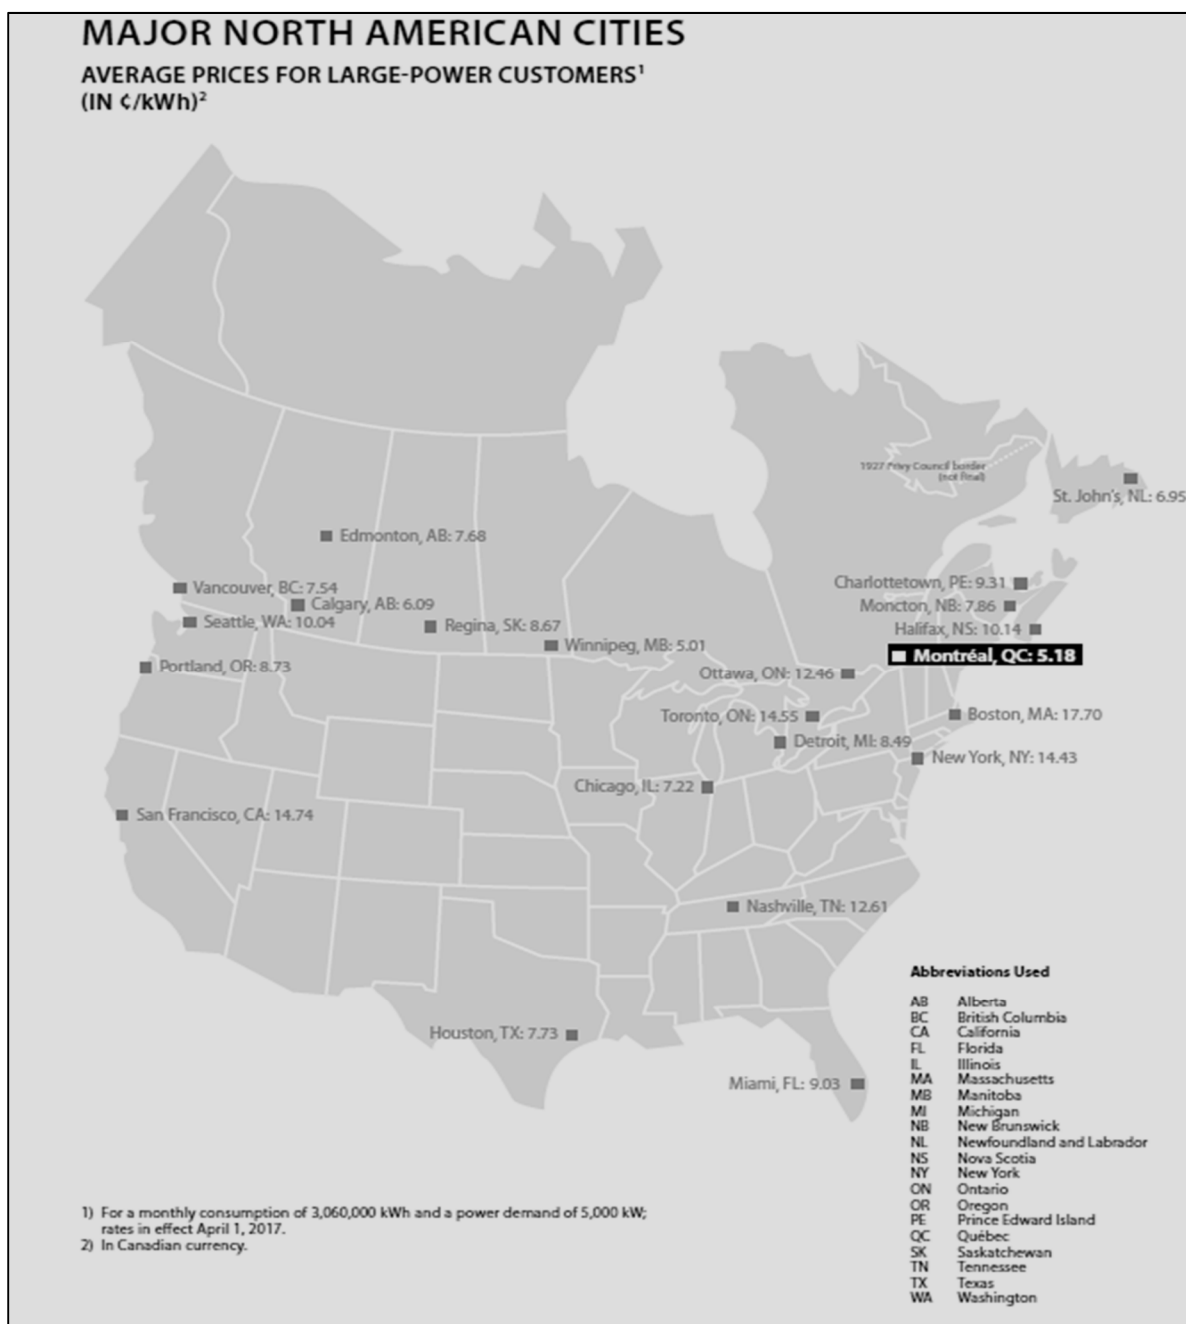 MAJOR NORTH AMERICAN CITIES
AVERAGE PRICES FOR LARGE-POWER CUSTOMERS¹
(IN ¢/kWh)²
1927 Privy Council border
(not final)
St. John's, NL: 6.95
Edmonton, AB: 7.68
Vancouver, BC: 7.54
Charlottetown, PE: 9.31
Calgary, AB: 6.09
Moncton, NB: 7.86
Seattle, WA: 10.04
Regina, SK: 8.67
Halifax, NS: 10.14
Winnipeg, MB: 5.01
Montréal, QC: 5.18
Portland, OR: 8.73
Ottawa, ON: 12.46
Toronto, ON: 14.55
Boston, MA: 17.70
Detroit, MI: 8.49
New York, NY: 14.43
Chicago, IL: 7.22
San Francisco, CA: 14.74
Nashville, TN: 12.61
Houston, TX: 7.73
Miami, FL: 9.03
Abbreviations Used
AB Alberta
BC British Columbia
CA California
FL Florida
IL Illinois
MA Massachusetts
MB Manitoba
MI Michigan
NB New Brunswick
NL Newfoundland and Labrador
NS Nova Scotia
NY New York
ON Ontario
OR Oregon
PE Prince Edward Island
QC Québec
SK Saskatchewan
TN Tennessee
TX Texas
WA Washington
1) For a monthly consumption of 3,060,000 kWh and a power demand of 5,000 kW;
rates in effect April 1, 2017.
2) In Canadian currency.